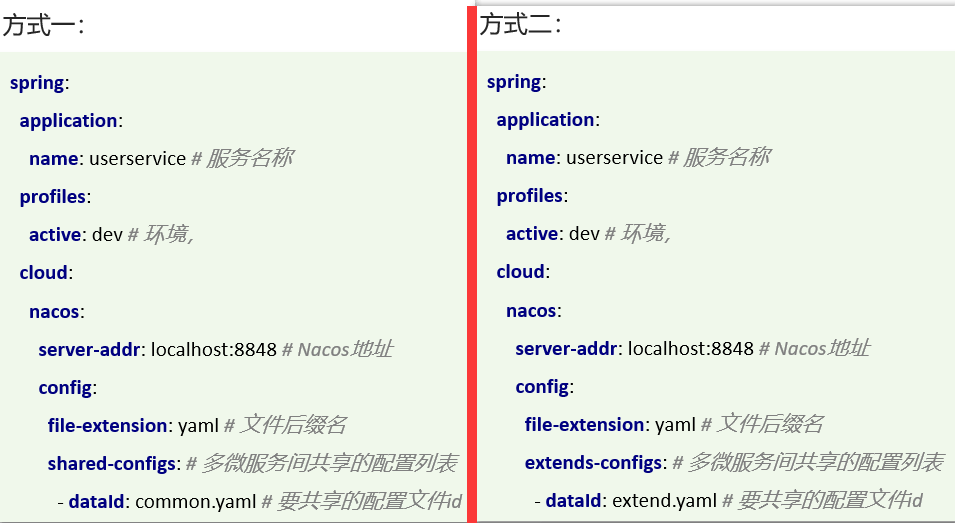 方式一：
spring:
application:
name: userservice # 服务名称
profiles:
active: dev # 环境,
cloud:
nacos:
server-addr: localhost:8848 # Nacos地址
config:
file-extension: yaml # 文件后缀名
shared-configs: # 多微服务间共享的配置列表
- dataId: common.yaml # 要共享的配置文件id
方式二：
spring:
application:
name: userservice # 服务名称
profiles:
active: dev # 环境,
cloud:
nacos:
server-addr: localhost:8848 # Nacos地址
config:
file-extension: yaml # 文件后缀名
extends-configs: # 多微服务间共享的配置列表
- dataId: extend.yaml # 要共享的配置文件id